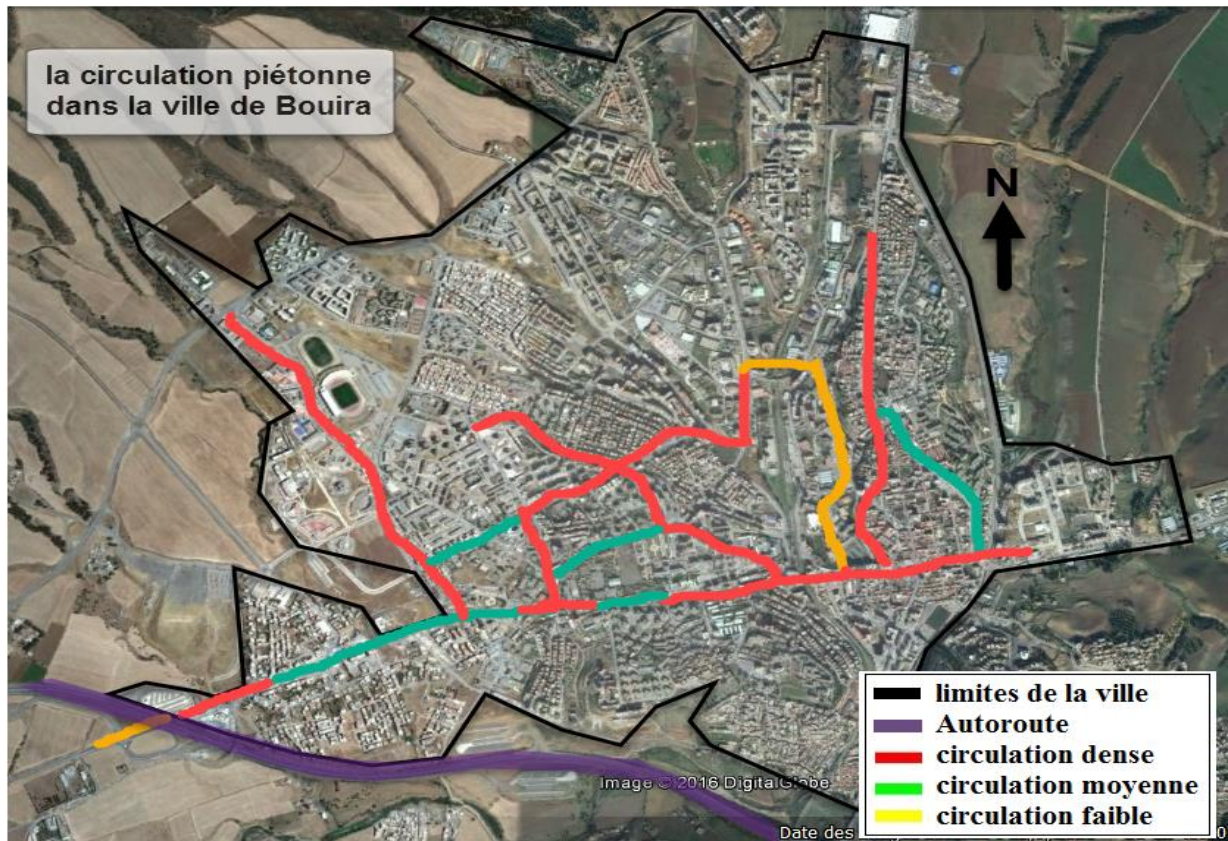 la circulation piétonne
dans la ville de Bouira
N
limites de la ville
Autoroute
circulation dense
circulation moyenne
circulation faible
Image © 2016 DigitalGlobe
Date des